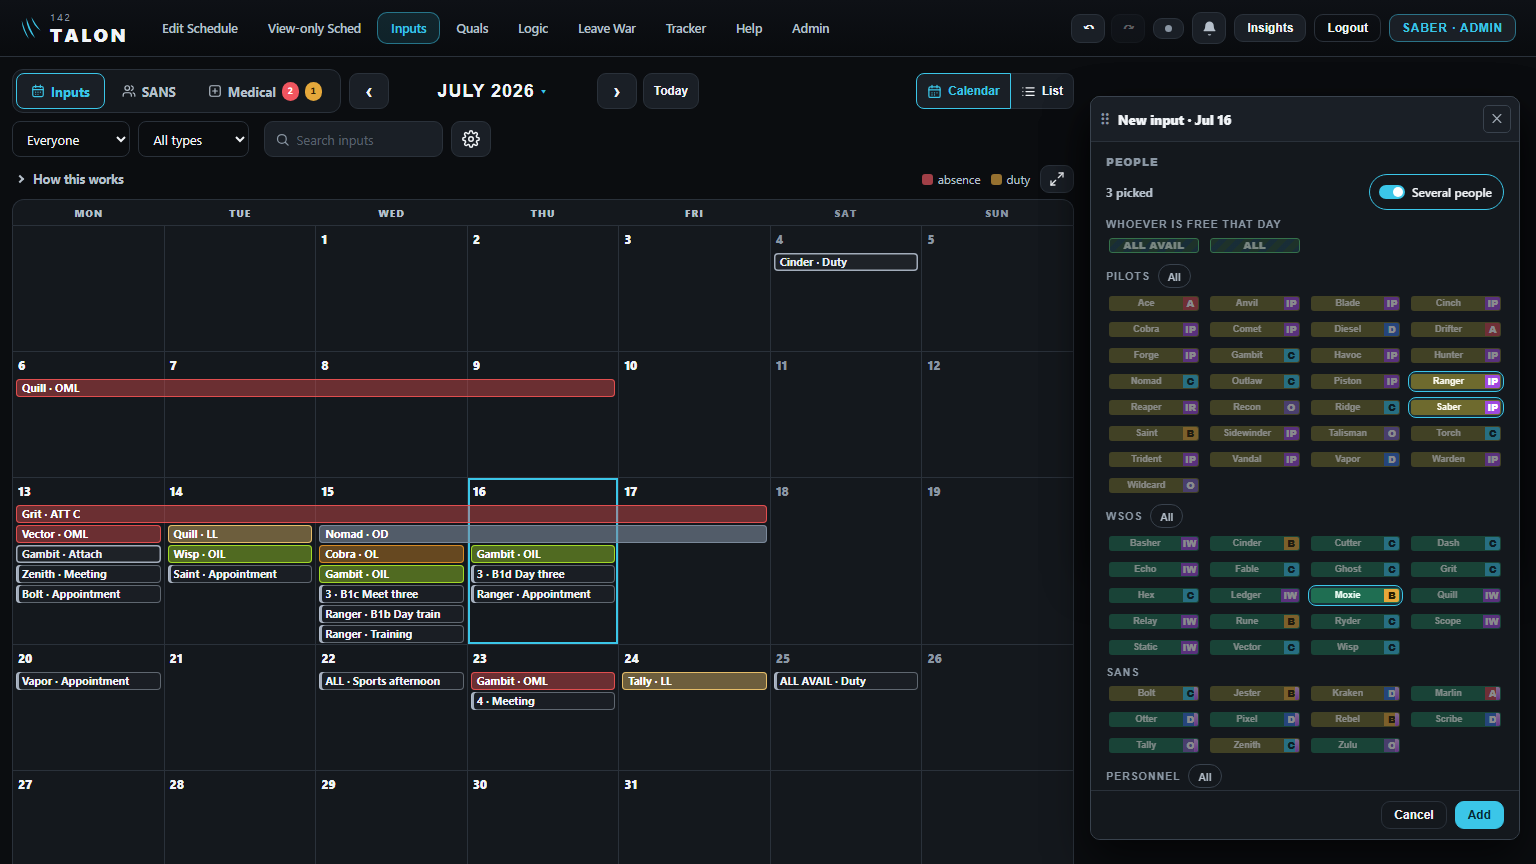 142
TALON
Edit Schedule
View-only Sched
Inputs
Quals
Logic
Leave War
Tracker
Help
Admin
Insights
Logout
SABER · ADMIN
Inputs
SANS
Medical 2 1
JULY 2026
Today
Calendar
List
Everyone
All types
Search inputs
How this works
absence
duty
MON TUE WED THU FRI SAT SUN
1 2 3 4 5
Cinder · Duty
6 7 8 9 10 11 12
Quill · OML
13 14 15 16 17 18 19
Grit · ATT C
Vector · OML
Quill · LL
Nomad · OD
Gambit · Attach
Wisp · OIL
Cobra · OL
Gambit · OIL
Zenith · Meeting
Saint · Appointment
Gambit · OIL
3 · B1d Day three
Bolt · Appointment
3 · B1c Meet three
Ranger · Appointment
Ranger · B1b Day train
Ranger · Training
20 21 22 23 24 25 26
Vapor · Appointment
ALL · Sports afternoon
Gambit · OML
Tally · LL
ALL AVAIL · Duty
4 · Meeting
27 28 29 30 31
New input · Jul 16
PEOPLE
3 picked
Several people
WHOEVER IS FREE THAT DAY
ALL AVAIL
ALL
PILOTS All
Ace A Anvil IP Blade IP Cinch IP
Cobra IP Comet IP Diesel D Drifter A
Forge IP Gambit C Havoc IP Hunter IP
Nomad C Outlaw C Piston IP Ranger IP
Reaper IR Recon O Ridge C Saber IP
Saint B Sidewinder IP Talisman O Torch C
Trident IP Vandal IP Vapor D Warden IP
Wildcard O
WSOS All
Basher IW Cinder B Cutter C Dash C
Echo IW Fable C Ghost C Grit C
Hex C Ledger IW Moxie B Quill IW
Relay IW Rune B Ryder C Scope IW
Static IW Vector C Wisp C
SANS
Bolt C Jester B Kraken D Marlin A
Otter D Pixel D Rebel B Scribe D
Tally O Zenith C Zulu O
PERSONNEL All
Cancel
Add